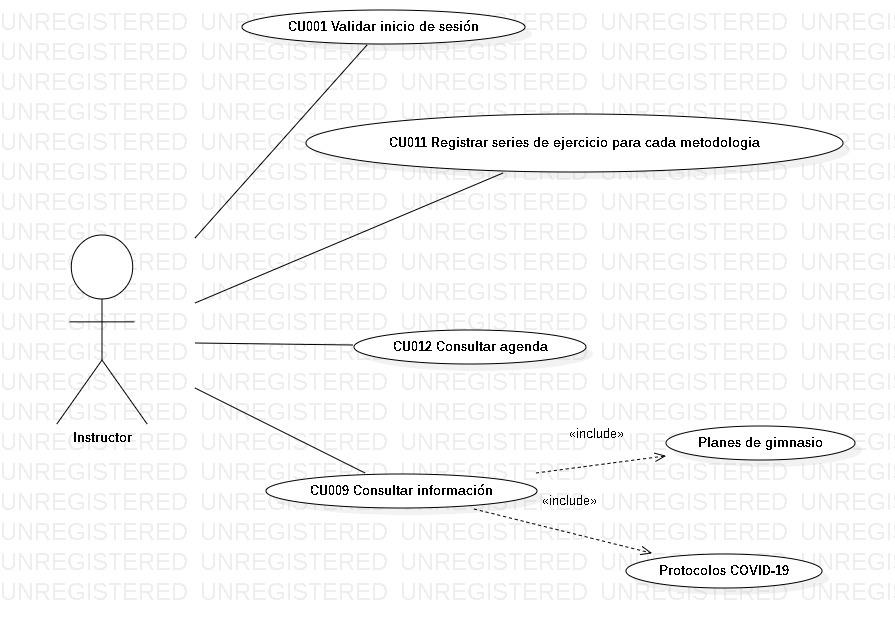 CU001 Validar inicio de sesión
CU011 Registrar series de ejercicio para cada metodologia
CU012 Consultar agenda
Instructor
«include»
Planes de gimnasio
CU009 Consultar información
«include»
Protocolos COVID-19
UNREGISTERED